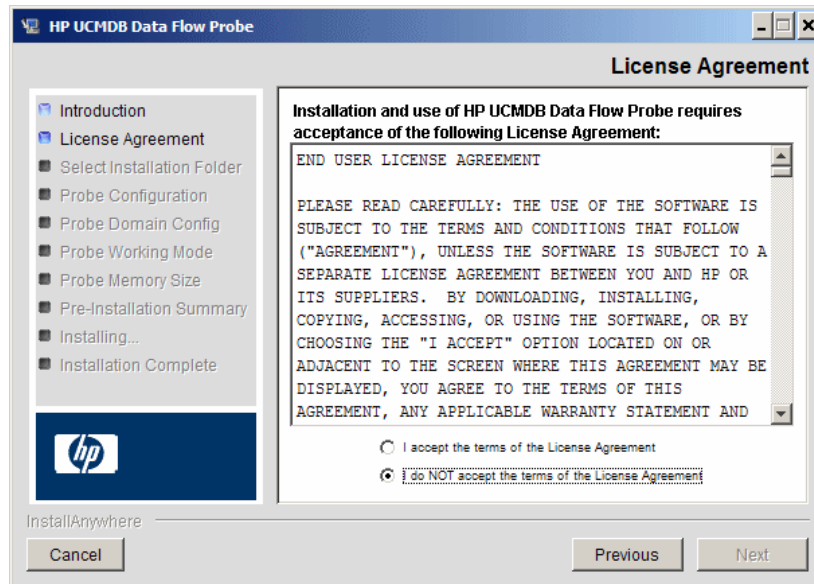 HP UCMDB Data Flow Probe
License Agreement
Introduction
License Agreement
Select Installation Folder
Probe Configuration
Probe Domain Config
Probe Working Mode
Probe Memory Size
Pre-Installation Summary
Installing...
Installation Complete
hp
Installation and use of HP UCMDB Data Flow Probe requires
acceptance of the following License Agreement:
END USER LICENSE AGREEMENT
PLEASE READ CAREFULLY: THE USE OF THE SOFTWARE IS
SUBJECT TO THE TERMS AND CONDITIONS THAT FOLLOW
("AGREEMENT"), UNLESS THE SOFTWARE IS SUBJECT TO A
SEPARATE LICENSE AGREEMENT BETWEEN YOU AND HP OR
ITS SUPPLIERS.  BY DOWNLOADING, INSTALLING,
COPYING, ACCESSING, OR USING THE SOFTWARE, OR BY
CHOOSING THE "I ACCEPT" OPTION LOCATED ON OR
ADJACENT TO THE SCREEN WHERE THIS AGREEMENT MAY BE
DISPLAYED, YOU AGREE TO THE TERMS OF THIS
AGREEMENT, ANY APPLICABLE WARRANTY STATEMENT AND
I accept the terms of the License Agreement
I do NOT accept the terms of the License Agreement
InstallAnywhere
Cancel
Previous
Next